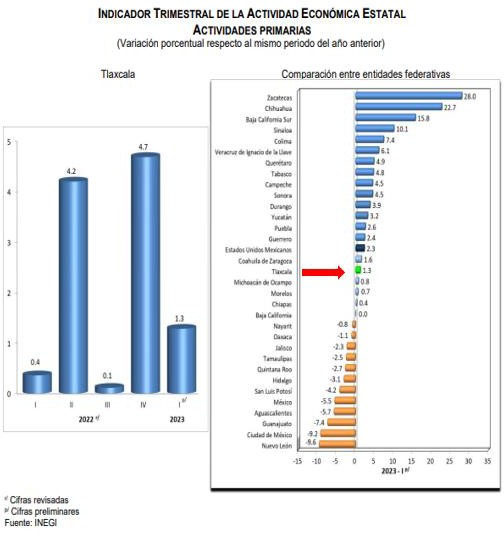 INDICADOR TRIMESTRAL DE LA ACTIVIDAD ECONÓMICA ESTATAL
ACTIVIDADES PRIMARIAS
(Variación porcentual respecto al mismo periodo del año anterior)
Tlaxcala
5
4
3
2
1
0
0.4
4.2
0.1
4.7
1.3
I
II
III
IV
I p/
2022 r/
2023
Comparación entre entidades federativas
Zacatecas 28.0
Chihuahua 22.7
Baja California Sur 15.8
Sinaloa 10.1
Colima 7.4
Veracruz de Ignacio de la Llave 6.1
Querétaro 4.9
Tabasco 4.8
Campeche 4.5
Sonora 4.5
Durango 3.9
Yucatán 3.2
Puebla 2.6
Guerrero 2.4
Estados Unidos Mexicanos 2.3
Coahuila de Zaragoza 1.6
Tlaxcala 1.3
Michoacán de Ocampo 0.8
Morelos 0.7
Chiapas 0.4
Baja California 0.0
Nayarit -0.8
Oaxaca -1.1
Jalisco -2.3
Tamaulipas -2.5
Quintana Roo -2.7
Hidalgo -3.1
San Luis Potosí -4.2
México -5.5
Aguascalientes -5.7
Guanajuato -7.4
Ciudad de México -9.2
Nuevo León -9.6
-15 -10 -5 0 5 10 15 20 25 30 35
2023 - I p/
r/ Cifras revisadas
p/ Cifras preliminares
Fuente: INEGI